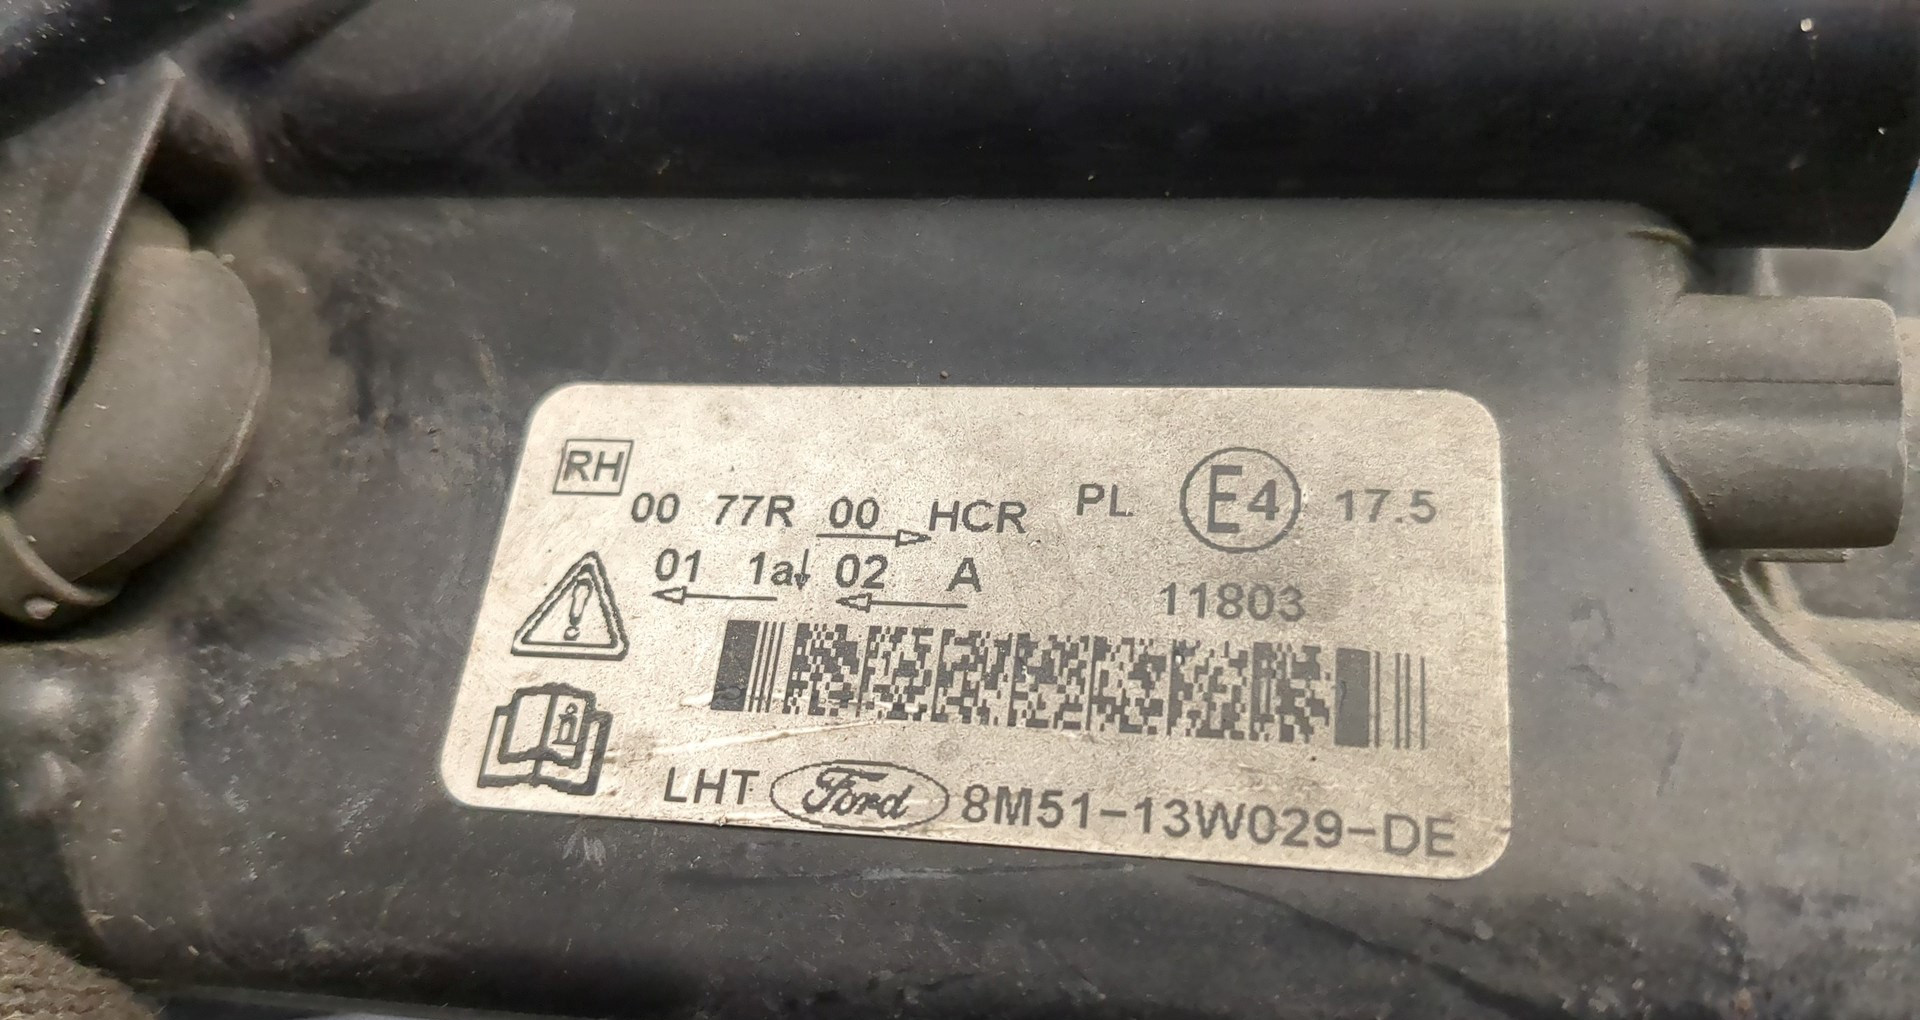 RH
00 77R 00 HCR PL E4 17.5
01 1a 02 A 11803
LHT Ford 8M51-13W029-DE